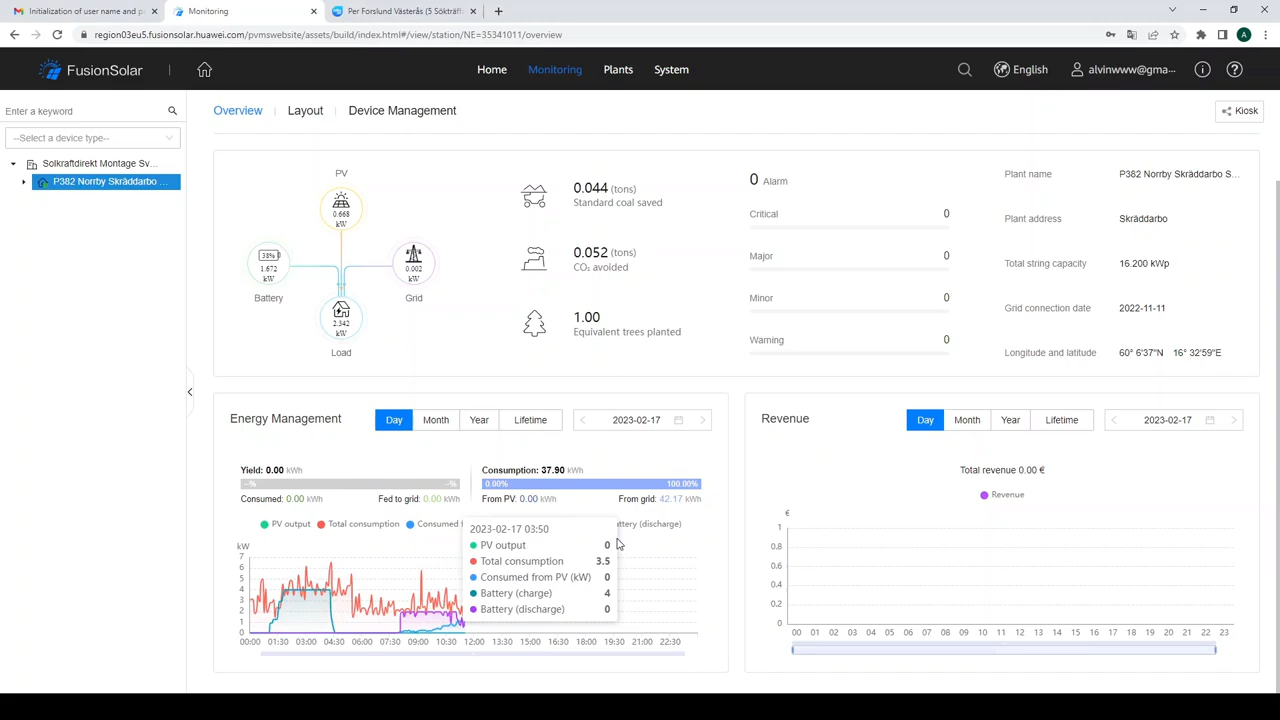 Initialization of user name and p
Monitoring
Per Forslund Västerås (5 Sökträff
region03eu5.fusionsolar.huawei.com/pvmswebsite/assets/build/index.html#/view/station/NE=35341011/overview
A
FusionSolar
Home
Monitoring
Plants
System
English
alvinwww@gma...
Enter a keyword
Overview
Layout
Device Management
Kiosk
--Select a device type--
Solkraftdirekt Montage Sv...
P382 Norrby Skräddarbo ...
PV
0.668
kW
38%
1.672
kW
Battery
0.002
kW
Grid
2.342
kW
Load
0.044 (tons)
Standard coal saved
0.052 (tons)
CO₂ avoided
1.00
Equivalent trees planted
0 Alarm
Critical 0
Major 0
Minor 0
Warning 0
Plant name P382 Norrby Skräddarbo S...
Plant address Skräddarbo
Total string capacity 16.200 kWp
Grid connection date 2022-11-11
Longitude and latitude 60° 6'37"N 16° 32'59"E
Energy Management
Day Month Year Lifetime
2023-02-17
Yield: 0.00 kWh
--% --%
Consumed: 0.00 kWh Fed to grid: 0.00 kWh
Consumption: 37.90 kWh
0.00% 100.00%
From PV: 0.00 kWh From grid: 42.17 kWh
PV output Total consumption Consumed f ttery (discharge)
2023-02-17 03:50
PV output 0
Total consumption 3.5
Consumed from PV (kW) 0
Battery (charge) 4
Battery (discharge) 0
kW
7
6
5
4
3
2
1
0
00:00 01:30 03:00 04:30 06:00 07:30 09:00 10:30 12:00 13:30 15:00 16:30 18:00 19:30 21:00 22:30
Revenue
Day Month Year Lifetime
2023-02-17
Total revenue 0.00 €
Revenue
€
1
0.8
0.6
0.4
0.2
0
00 01 02 03 04 05 06 07 08 09 10 11 12 13 14 15 16 17 18 19 20 21 22 23